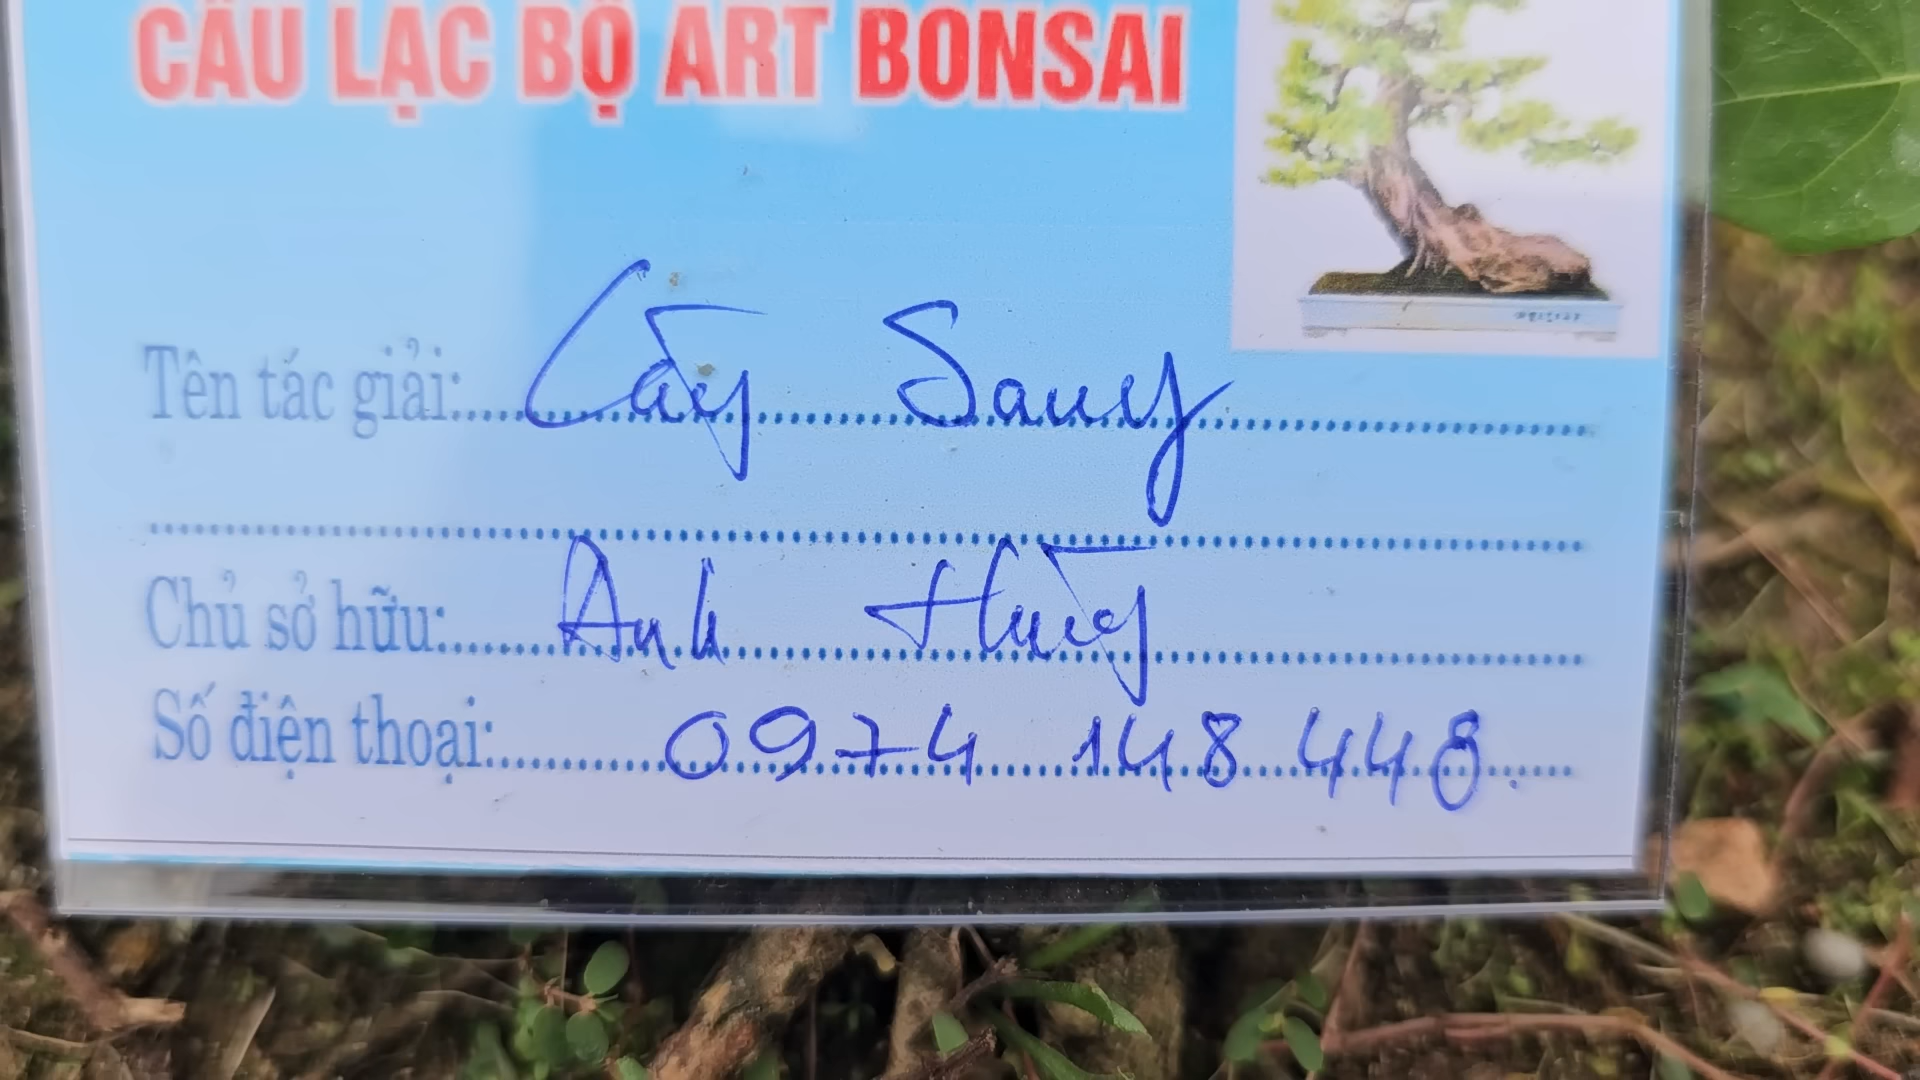 CÂU LẠC BỘ ART BONSAI
Tên tác giải: Cây Sanh
Chủ sở hữu: Anh Hùng
Số điện thoại: 0974 148 448